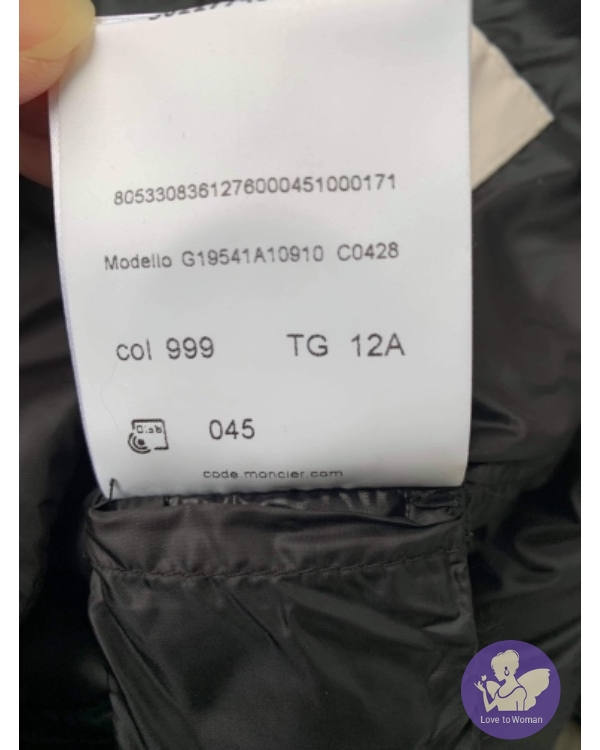 8053308361276000451000171
Modello G19541A10910 C0428
col 999 TG 12A
045
code.moncler.com
Love to Woman